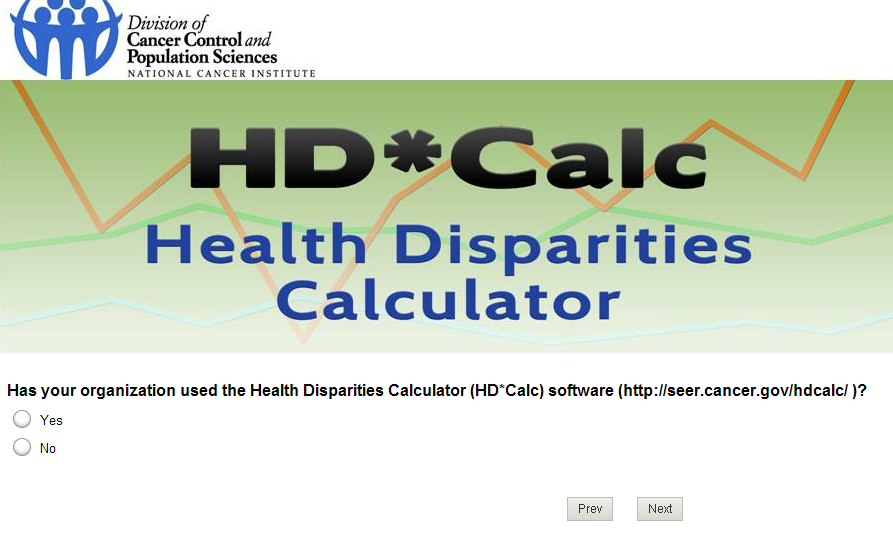 Division of
Cancer Control and
Population Sciences
NATIONAL CANCER INSTITUTE
HD*Calc
Health Disparities
Calculator
Has your organization used the Health Disparities Calculator (HD*Calc) software (http://seer.cancer.gov/hdcalc/ )?
Yes
No
Prev Next